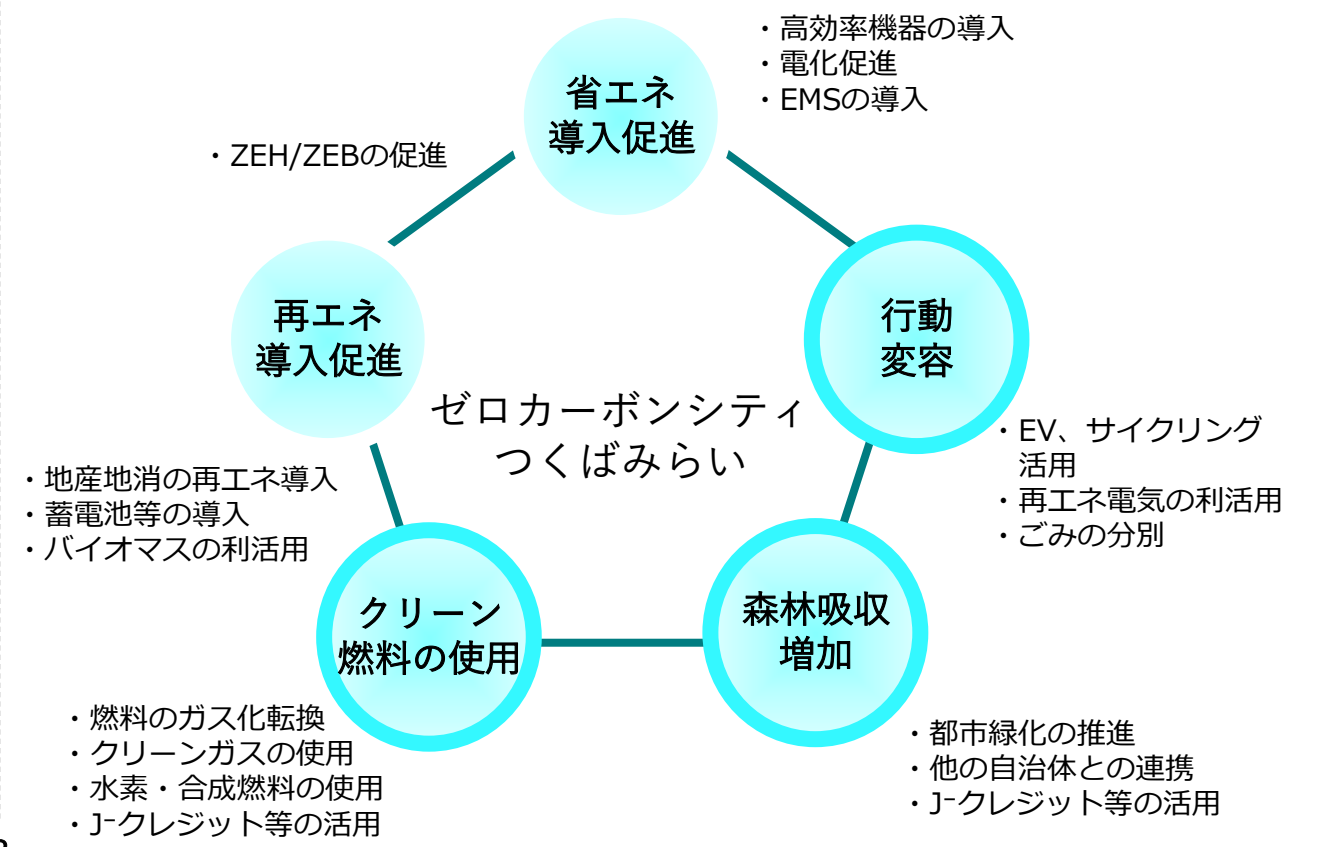 ・高効率機器の導入
・電化促進
・EMSの導入
省エネ
導入促進
・ZEH/ZEBの促進
再エネ
導入促進
行動
変容
ゼロカーボンシティ
つくばみらい
・EV、サイクリング
活用
・再エネ電気の利活用
・ごみの分別
・地産地消の再エネ導入
・蓄電池等の導入
・バイオマスの利活用
クリーン
燃料の使用
森林吸収
増加
・燃料のガス化転換
・クリーンガスの使用
・水素・合成燃料の使用
・J-クレジット等の活用
・都市緑化の推進
・他の自治体との連携
・J-クレジット等の活用